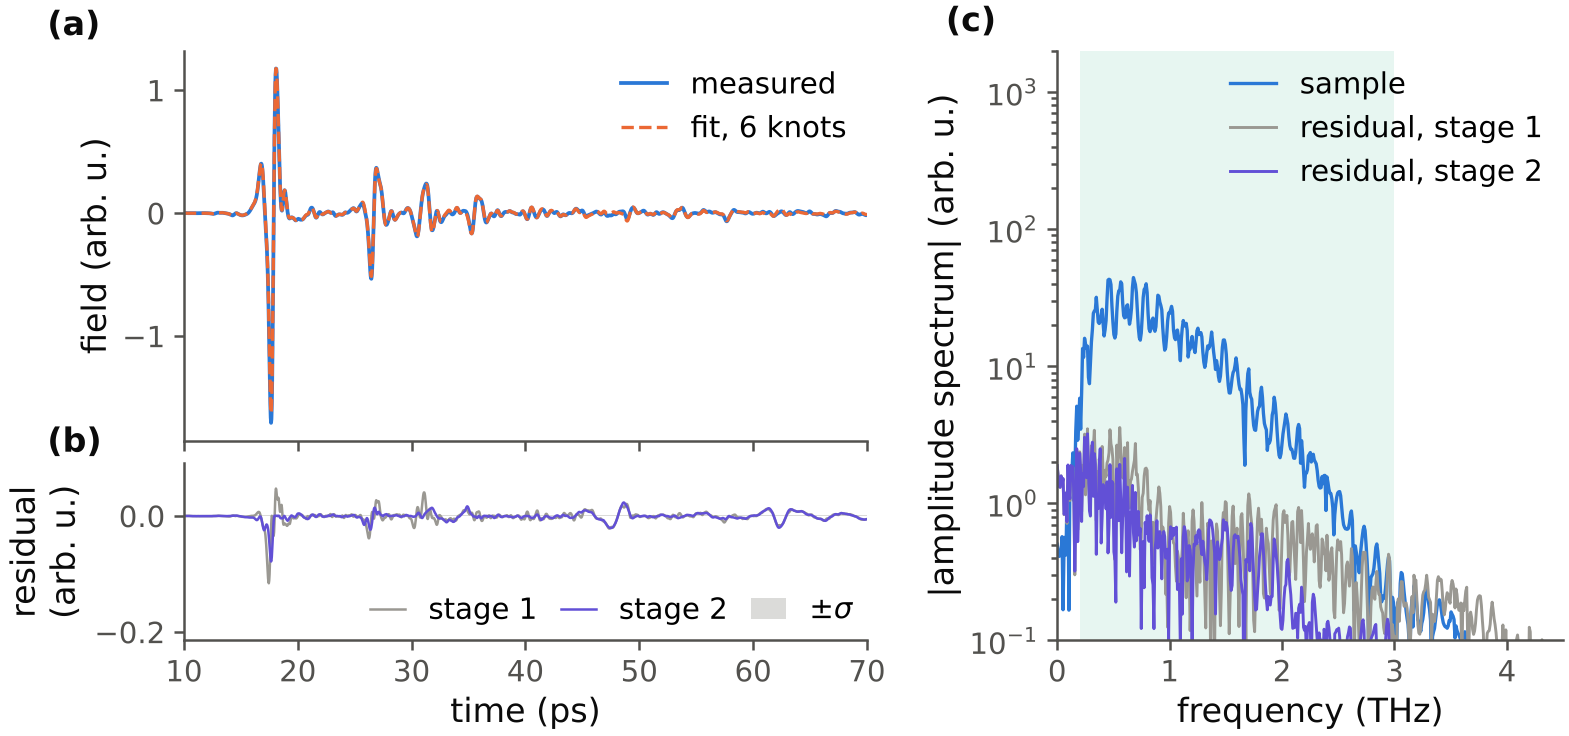 (a)
1
0
−1
field (arb. u.)
measured
fit, 6 knots
(b)
0.0
−0.2
residual
(arb. u.)
stage 1
stage 2
±σ
10
20
30
40
50
60
70
time (ps)
(c)
10³
10²
10¹
10⁰
10⁻¹
|amplitude spectrum| (arb. u.)
sample
residual, stage 1
residual, stage 2
0
1
2
3
4
frequency (THz)